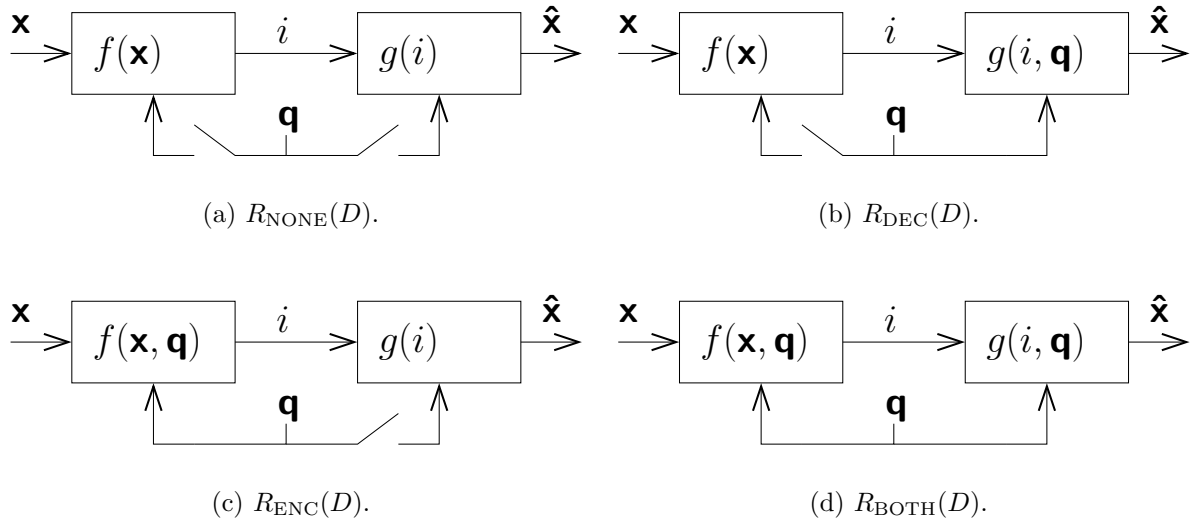 x f(x) i g(i) x̂
q
x f(x) i g(i, q) x̂
q
(a) R_NONE(D).
(b) R_DEC(D).
x f(x, q) i g(i) x̂
q
x f(x, q) i g(i, q) x̂
q
(c) R_ENC(D).
(d) R_BOTH(D).